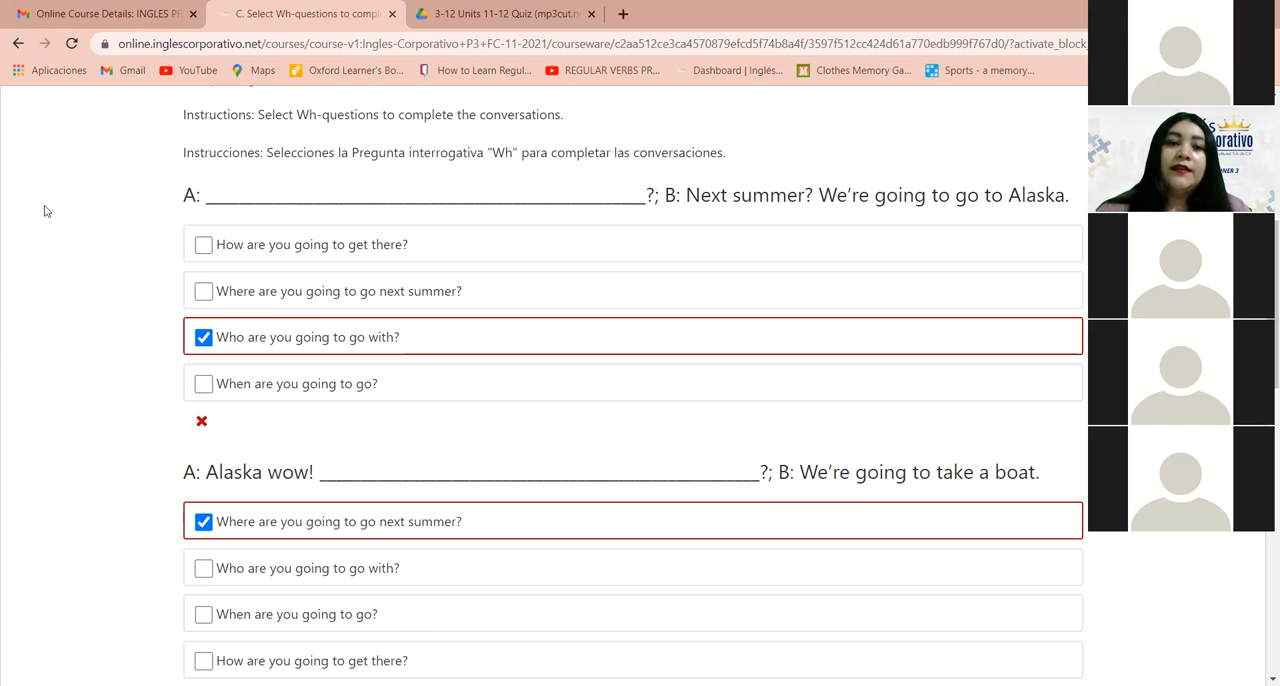 Online Course Details: INGLES PR
C. Select Wh-questions to compl
3-12 Units 11-12 Quiz (mp3cut.n
online.inglescorporativo.net/courses/course-v1:Ingles-Corporativo+P3+FC-11-2021/courseware/c2aa512ce3ca4570879efcd5f74b8a4f/3597f512cc424d61a770edb999f767d0/?activate_block_
Aplicaciones
Gmail
YouTube
Maps
Oxford Learner's Bo...
How to Learn Regul...
REGULAR VERBS PR...
Dashboard | Inglés...
Clothes Memory Ga...
Sports - a memory...
Instructions: Select Wh-questions to complete the conversations.
Instrucciones: Selecciones la Pregunta interrogativa "Wh" para completar las conversaciones.
A: ________________________________________________?; B: Next summer? We're going to go to Alaska.
How are you going to get there?
Where are you going to go next summer?
Who are you going to go with?
When are you going to go?
A: Alaska wow! ________________________________________________?; B: We're going to take a boat.
Where are you going to go next summer?
Who are you going to go with?
When are you going to go?
How are you going to get there?